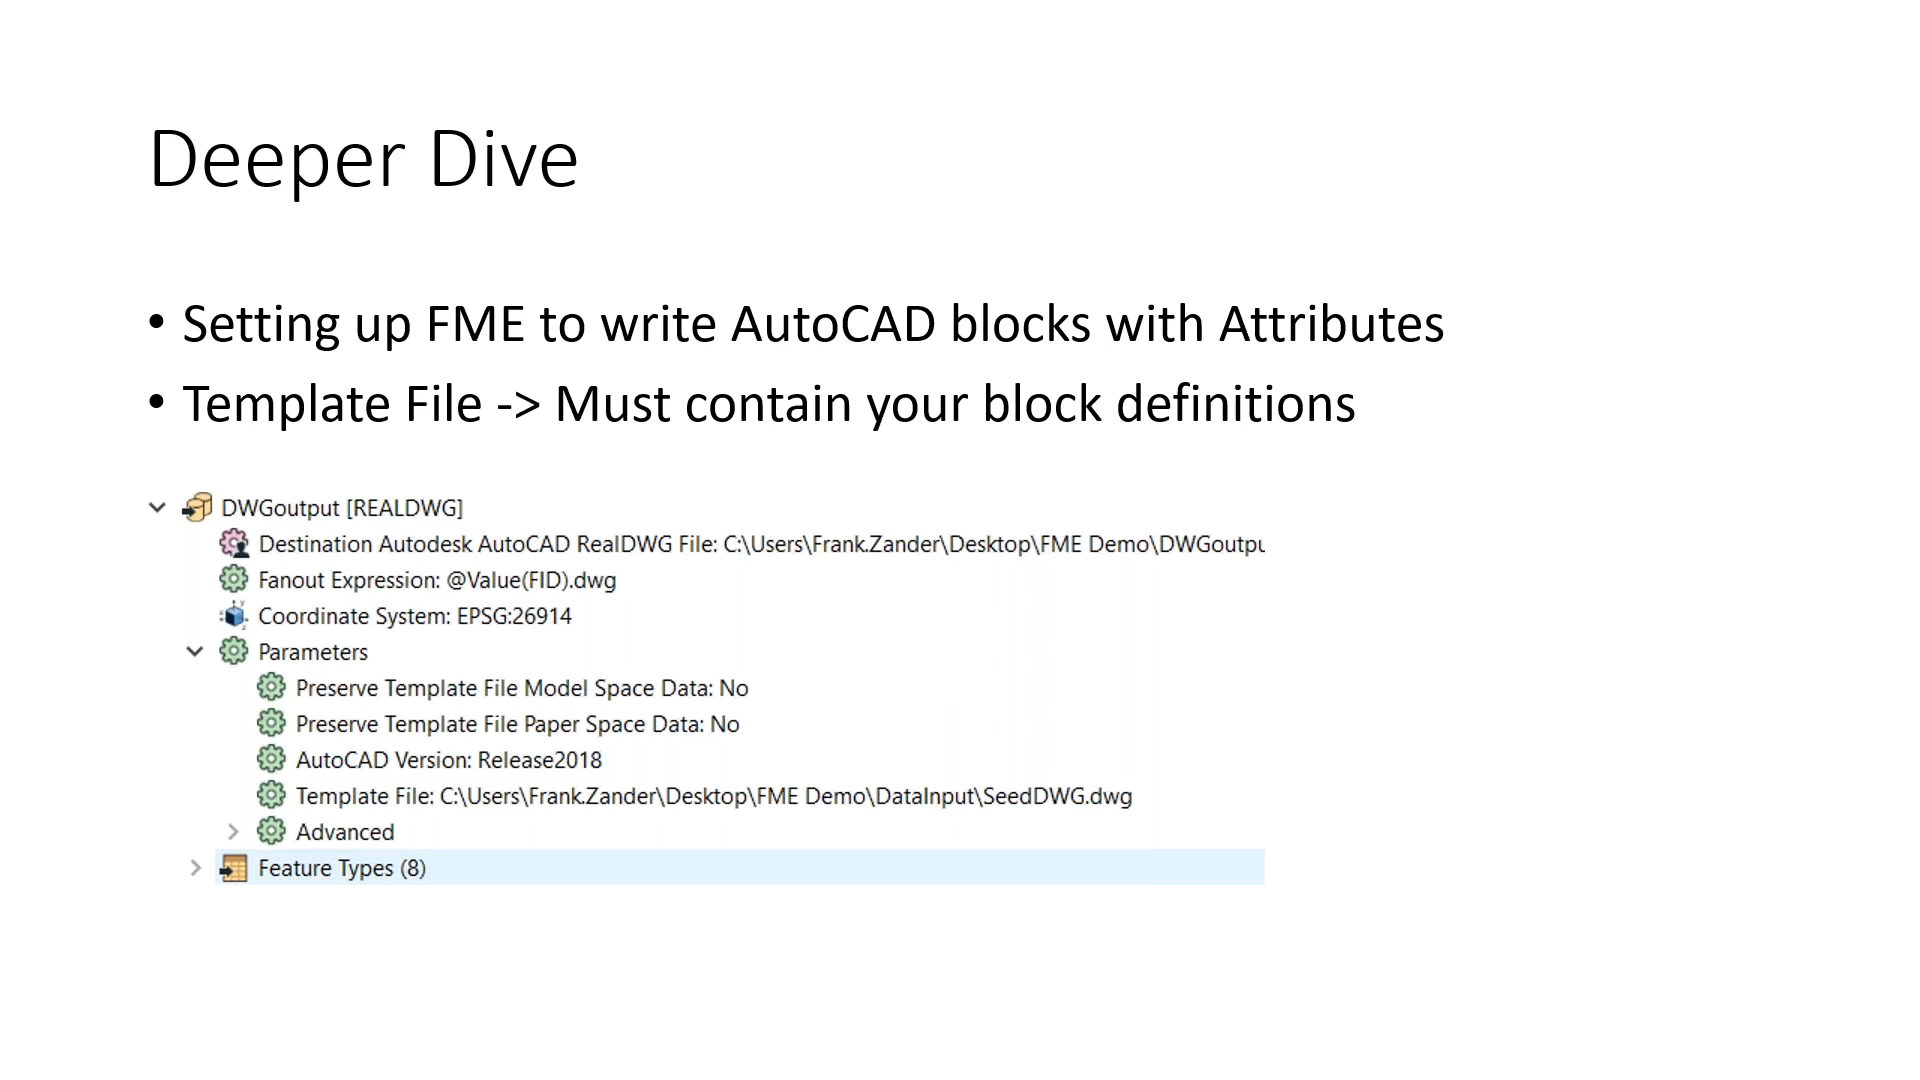 Deeper Dive
• Setting up FME to write AutoCAD blocks with Attributes
• Template File -> Must contain your block definitions
DWGoutput [REALDWG]
Destination Autodesk AutoCAD RealDWG File: C:\Users\Frank.Zander\Desktop\FME Demo\DWGoutpu
Fanout Expression: @Value(FID).dwg
Coordinate System: EPSG:26914
Parameters
Preserve Template File Model Space Data: No
Preserve Template File Paper Space Data: No
AutoCAD Version: Release2018
Template File: C:\Users\Frank.Zander\Desktop\FME Demo\DataInput\SeedDWG.dwg
Advanced
Feature Types (8)